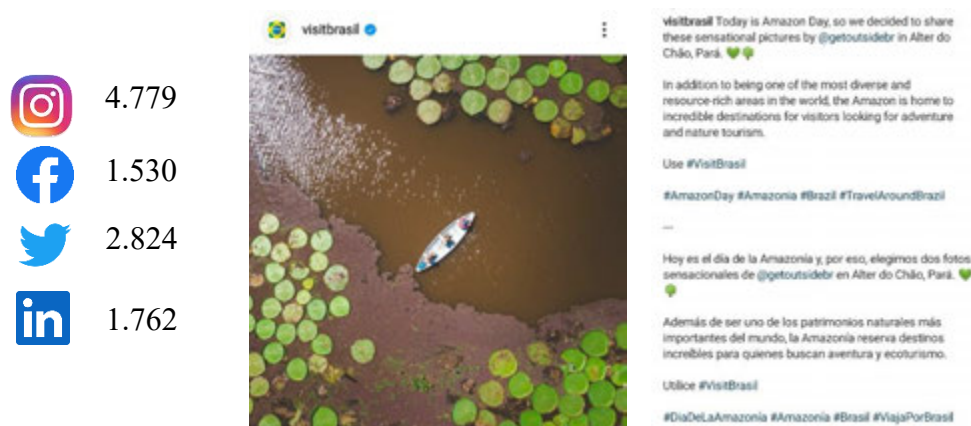 4.779
1.530
2.824
in 1.762
visitbrasil
visitbrasil Today is Amazon Day, so we decided to share
these sensational pictures by @getoutsidebr in Alter do
Chão, Pará. 💚🌳
In addition to being one of the most diverse and
resource-rich areas in the world, the Amazon is home to
incredible destinations for visitors looking for adventure
and nature tourism.
Use #VisitBrasil
#AmazonDay #Amazonia #Brazil #TravelAroundBrazil
—
Hoy es el día de la Amazonía y, por eso, elegimos dos fotos
sensacionales de @getoutsidebr en Alter do Chão, Pará. 💚
🌳
Además de ser uno de los patrimonios naturales más
importantes del mundo, la Amazonía reserva destinos
increíbles para quienes buscan aventura y ecoturismo.
Utilice #VisitBrasil
#DiaDeLaAmazonía #Amazonía #Brasil #ViajaPorBrasil